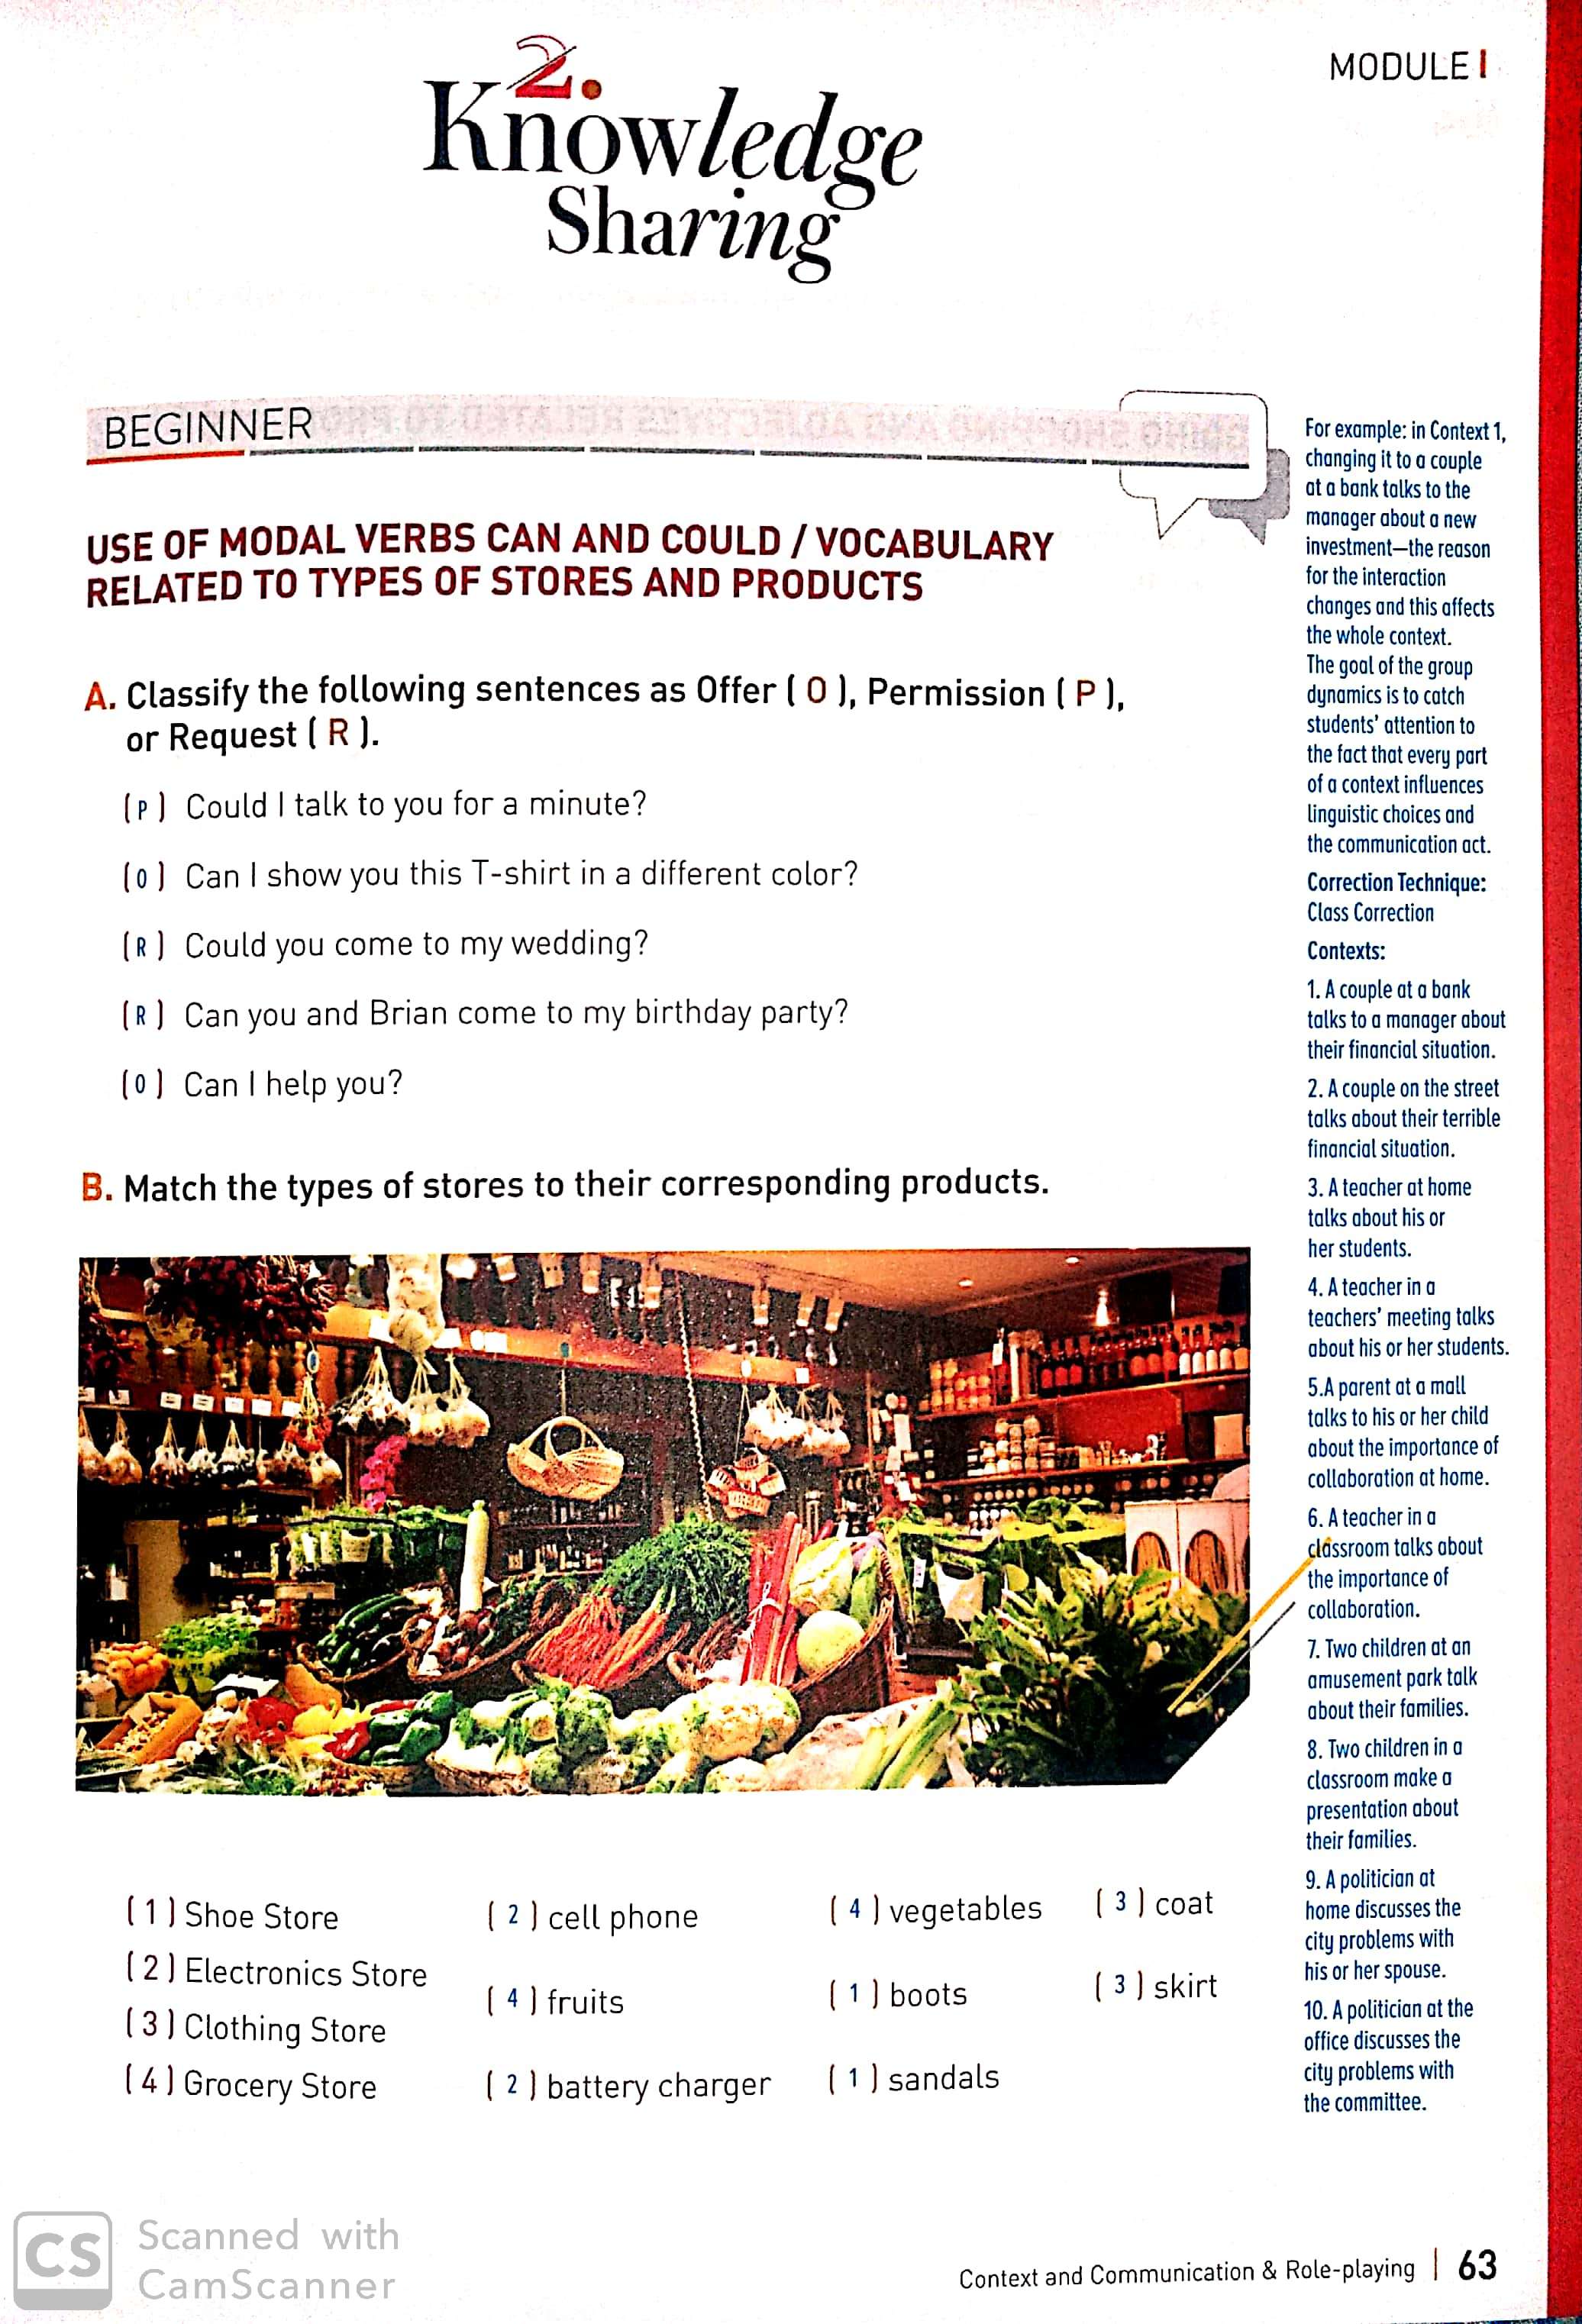 MODULE I
2.
Knowledge
Sharing
BEGINNER
USE OF MODAL VERBS CAN AND COULD / VOCABULARY
RELATED TO TYPES OF STORES AND PRODUCTS
A. Classify the following sentences as Offer ( O ), Permission ( P ),
or Request ( R ).
( P ) Could I talk to you for a minute?
( O ) Can I show you this T-shirt in a different color?
( R ) Could you come to my wedding?
( R ) Can you and Brian come to my birthday party?
( O ) Can I help you?
B. Match the types of stores to their corresponding products.
( 1 ) Shoe Store
( 2 ) Electronics Store
( 3 ) Clothing Store
( 4 ) Grocery Store
( 2 ) cell phone
( 4 ) fruits
( 2 ) battery charger
( 4 ) vegetables
( 1 ) boots
( 1 ) sandals
( 3 ) coat
( 3 ) skirt
For example: in Context 1,
changing it to a couple
at a bank talks to the
manager about a new
investment—the reason
for the interaction
changes and this affects
the whole context.
The goal of the group
dynamics is to catch
students' attention to
the fact that every part
of a context influences
linguistic choices and
the communication act.
Correction Technique:
Class Correction
Contexts:
1. A couple at a bank
talks to a manager about
their financial situation.
2. A couple on the street
talks about their terrible
financial situation.
3. A teacher at home
talks about his or
her students.
4. A teacher in a
teachers' meeting talks
about his or her students.
5.A parent at a mall
talks to his or her child
about the importance of
collaboration at home.
6. A teacher in a
classroom talks about
the importance of
collaboration.
7. Two children at an
amusement park talk
about their families.
8. Two children in a
classroom make a
presentation about
their families.
9. A politician at
home discusses the
city problems with
his or her spouse.
10. A politician at the
office discusses the
city problems with
the committee.
CS Scanned with
CamScanner
Context and Communication & Role-playing | 63